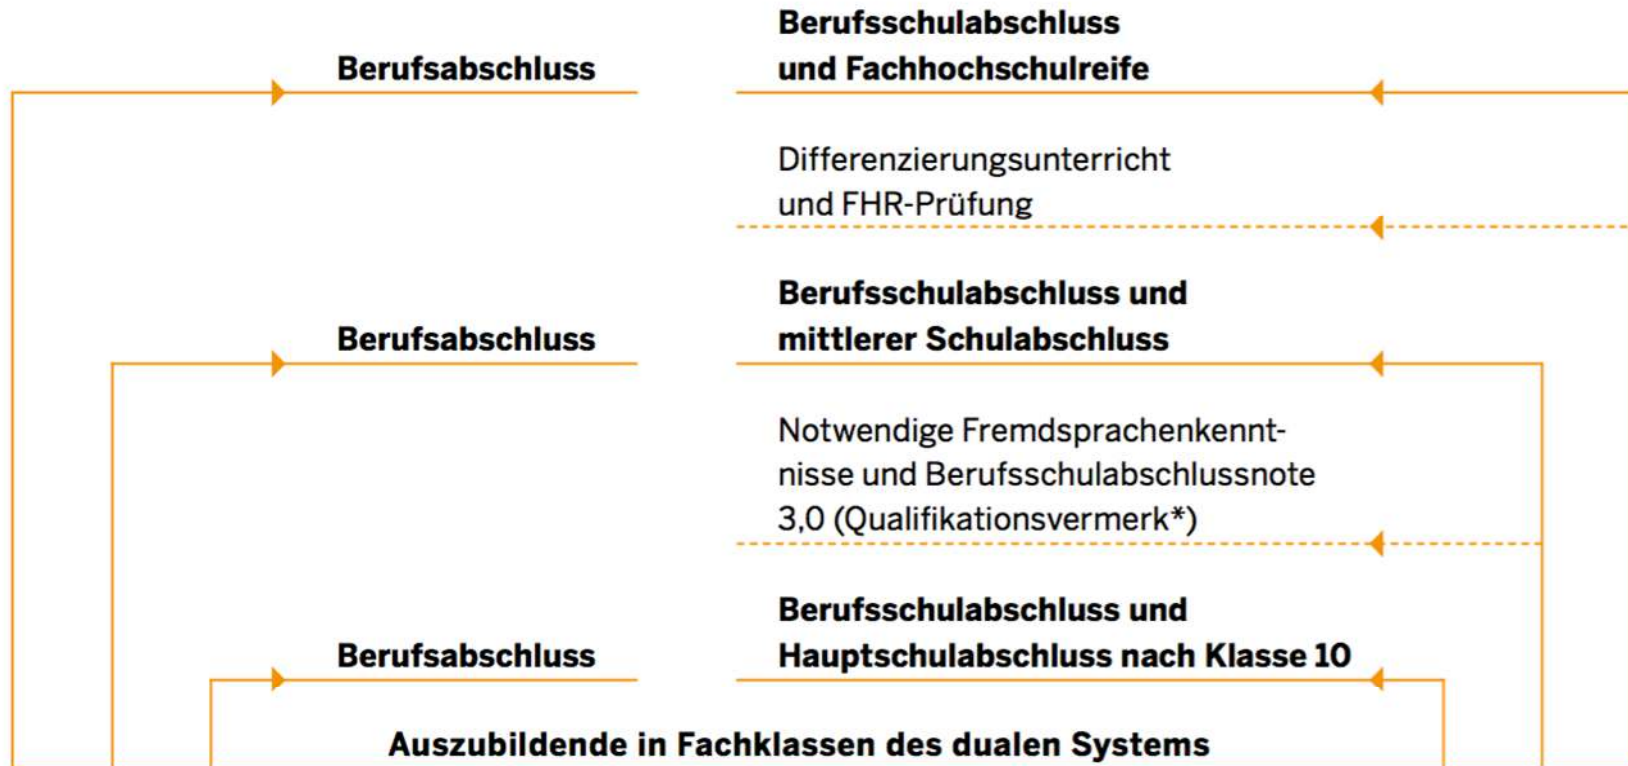 Berufsschulabschluss
Berufsabschluss
und Fachhochschulreife
Differenzierungsunterricht
und FHR-Prüfung
Berufsschulabschluss und
Berufsabschluss
mittlerer Schulabschluss
Notwendige Fremdsprachenkennt-
nisse und Berufsschulabschlussnote
3,0 (Qualifikationsvermerk*)
Berufsschulabschluss und
Berufsabschluss
Hauptschulabschluss nach Klasse 10
Auszubildende in Fachklassen des dualen Systems